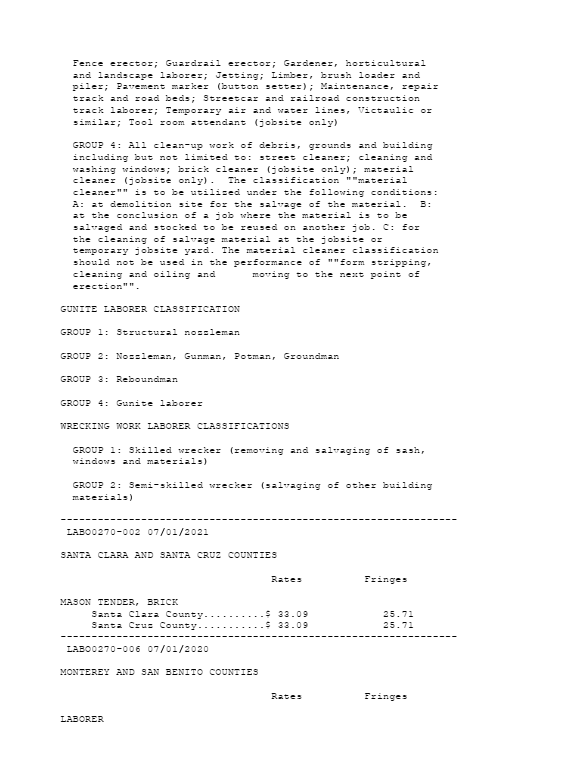 Fence erector; Guardrail erector; Gardener, horticultural
and landscape laborer; Jetting; Limber, brush loader and
piler; Pavement marker (button setter); Maintenance, repair
track and road beds; Streetcar and railroad construction
track laborer; Temporary air and water lines, Victaulic or
similar; Tool room attendant (jobsite only)
GROUP 4: All clean-up work of debris, grounds and building
including but not limited to: street cleaner; cleaning and
washing windows; brick cleaner (jobsite only); material
cleaner (jobsite only).  The classification ""material
cleaner"" is to be utilized under the following conditions:
A: at demolition site for the salvage of the material.  B:
at the conclusion of a job where the material is to be
salvaged and stocked to be reused on another job. C: for
the cleaning of salvage material at the jobsite or
temporary jobsite yard. The material cleaner classification
should not be used in the performance of ""form stripping,
cleaning and oiling and      moving to the next point of
erection"".
GUNITE LABORER CLASSIFICATION
GROUP 1: Structural nozzleman
GROUP 2: Nozzleman, Gunman, Potman, Groundman
GROUP 3: Reboundman
GROUP 4: Gunite laborer
WRECKING WORK LABORER CLASSIFICATIONS
GROUP 1: Skilled wrecker (removing and salvaging of sash,
windows and materials)
GROUP 2: Semi-skilled wrecker (salvaging of other building
materials)
----------------------------------------------------------------
LABO0270-002 07/01/2021
SANTA CLARA AND SANTA CRUZ COUNTIES
Rates          Fringes
MASON TENDER, BRICK
Santa Clara County..........$ 33.09            25.71
Santa Cruz County...........$ 33.09            25.71
----------------------------------------------------------------
LABO0270-006 07/01/2020
MONTEREY AND SAN BENITO COUNTIES
Rates          Fringes
LABORER